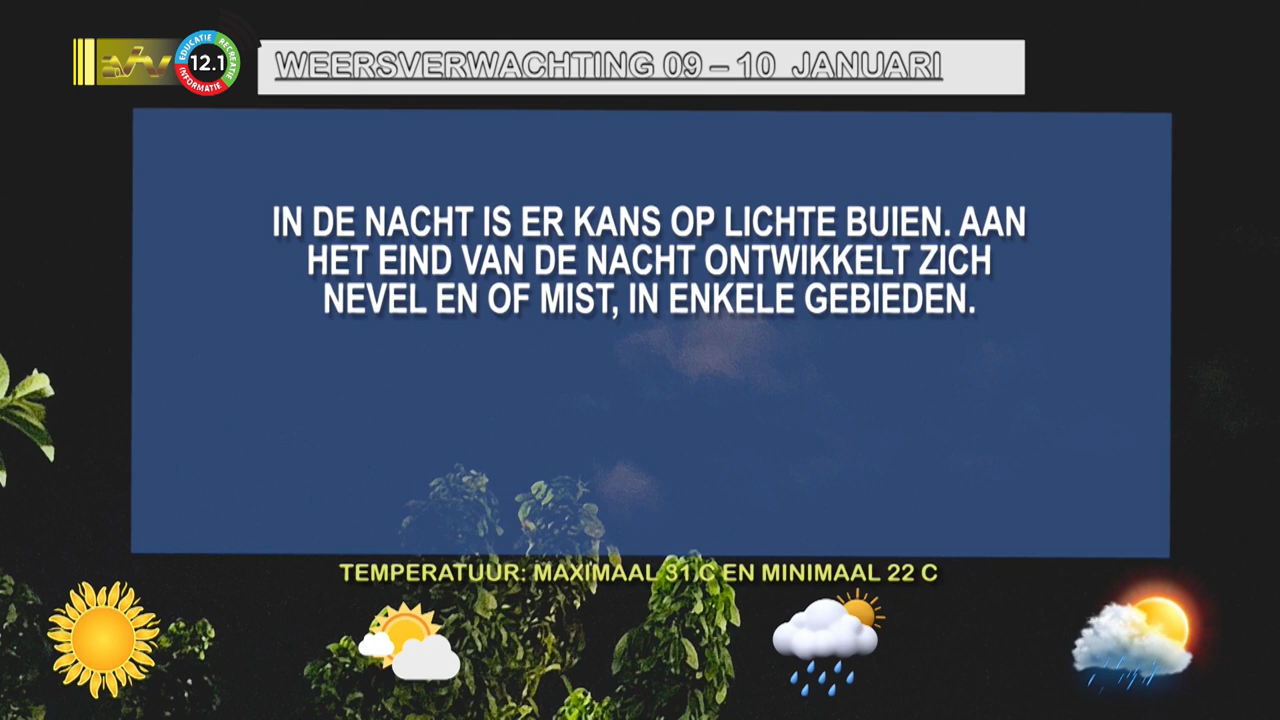 EDUCATIE
RECREATIE
INFORMATIE
12.1
WEERSVERWACHTING 09 – 10 JANUARI
IN DE NACHT IS ER KANS OP LICHTE BUIEN. AAN
HET EIND VAN DE NACHT ONTWIKKELT ZICH
NEVEL EN OF MIST, IN ENKELE GEBIEDEN.
TEMPERATUUR: MAXIMAAL 31 C EN MINIMAAL 22 C